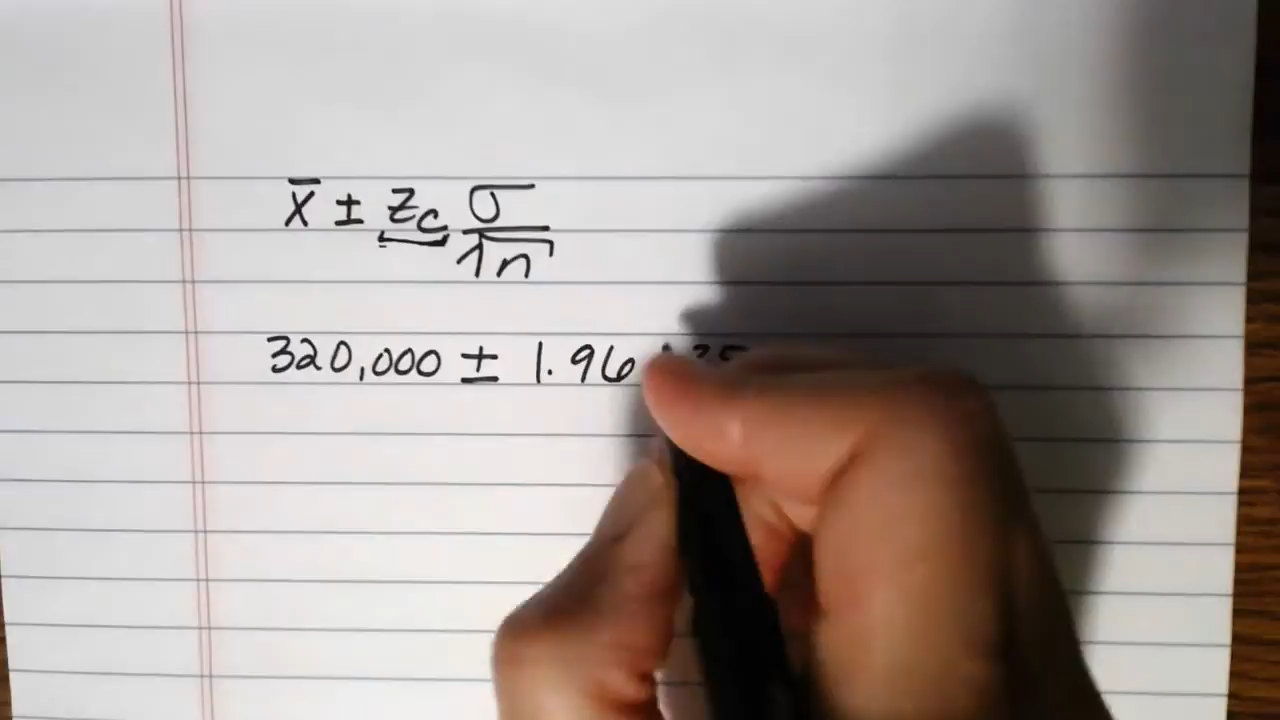 x̄ ± z_c σ/√n
320,000 ± 1.96